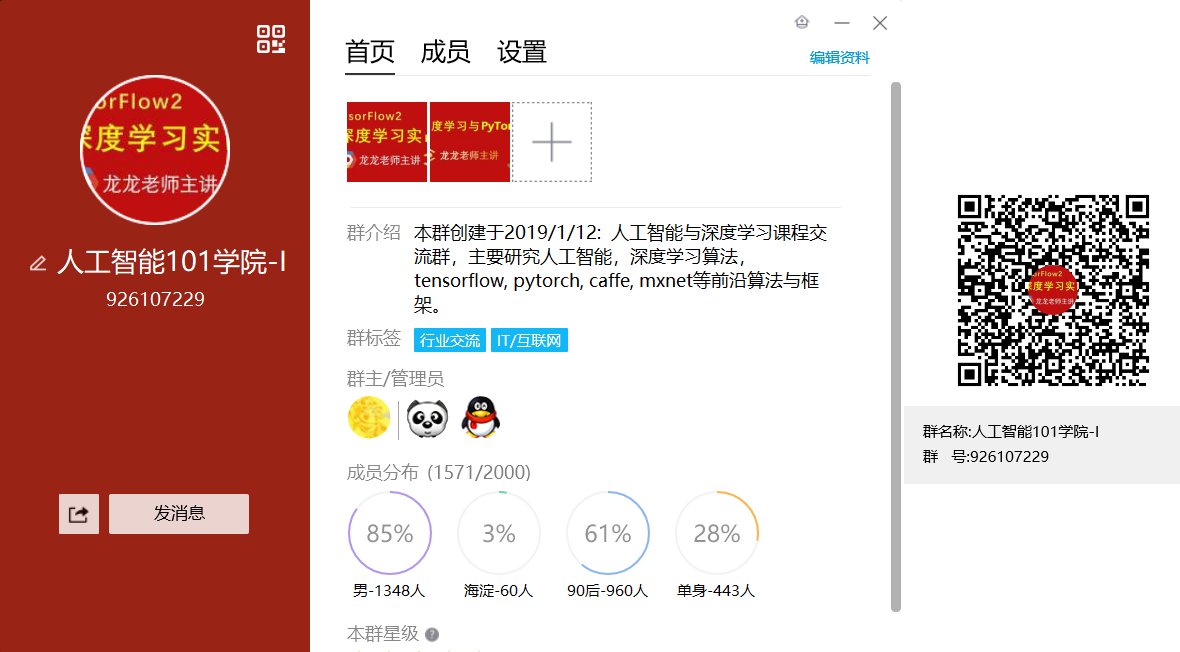 orFlow2
深度学习实
龙龙老师主讲
人工智能101学院-I
926107229
发消息
首页 成员 设置
编辑资料
sorFlow2
深度学习实
龙龙老师主讲
度学习与PyTor
龙龙老师主讲
群介绍 本群创建于2019/1/12: 人工智能与深度学习课程交
流群，主要研究人工智能，深度学习算法，
tensorflow, pytorch, caffe, mxnet等前沿算法与框
架。
群标签 行业交流 IT/互联网
群主/管理员
成员分布 (1571/2000)
85% 3% 61% 28%
男-1348人 海淀-60人 90后-960人 单身-443人
本群星级 ?
orFlow2
深度学习实
龙龙老师主讲
群名称:人工智能101学院-I
群 号:926107229